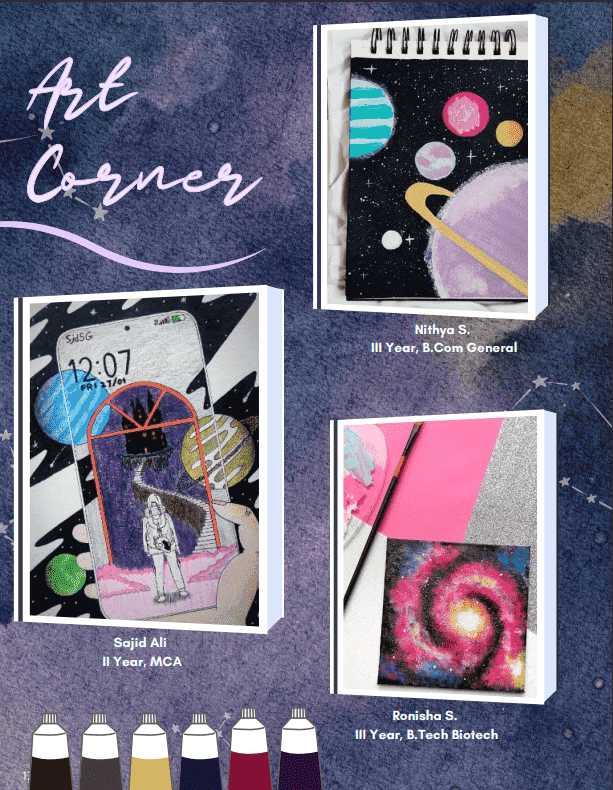 Art
Corner
Nithya S.
III Year, B.Com General
12:07
FRI 27/01
Sajid Ali
II Year, MCA
Ronisha S.
III Year, B.Tech Biotech